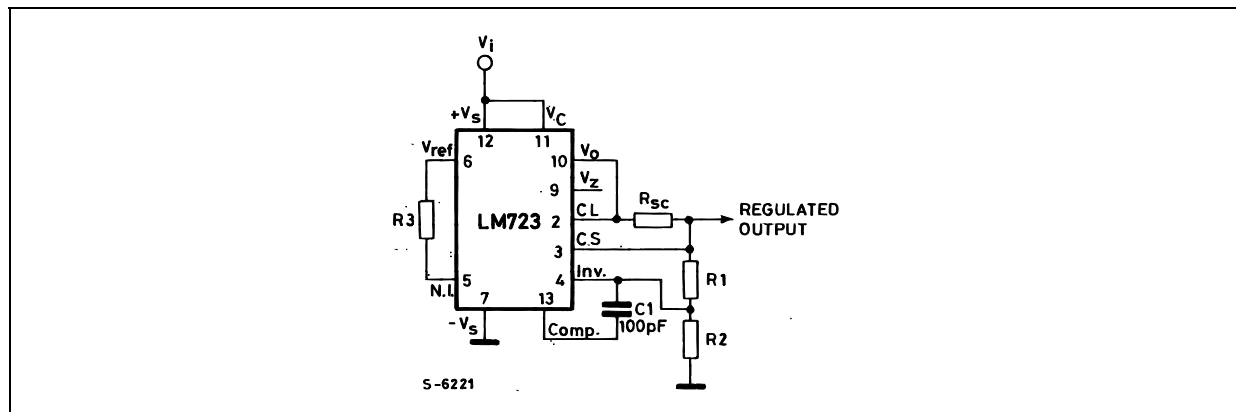 Vi
+Vs
VC
12
11
Vref
6
10
Vo
9
Vz
R3
LM723
2
CL
Rsc
REGULATED
OUTPUT
3
CS
R1
5
4
Inv.
N.I.
7
13
C1
100pF
-Vs
Comp.
R2
S-6221